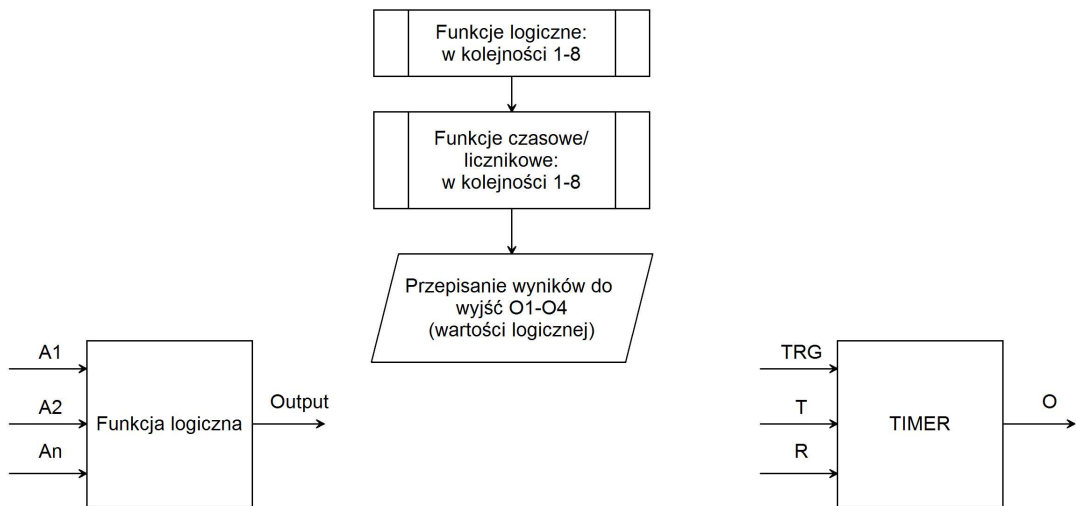 Funkcje logiczne:
w kolejności 1-8
Funkcje czasowe/
licznikowe:
w kolejności 1-8
Przepisanie wyników do
wyjść O1-O4
(wartości logicznej)
A1
A2
An
Funkcja logiczna
Output
TRG
T
R
TIMER
O